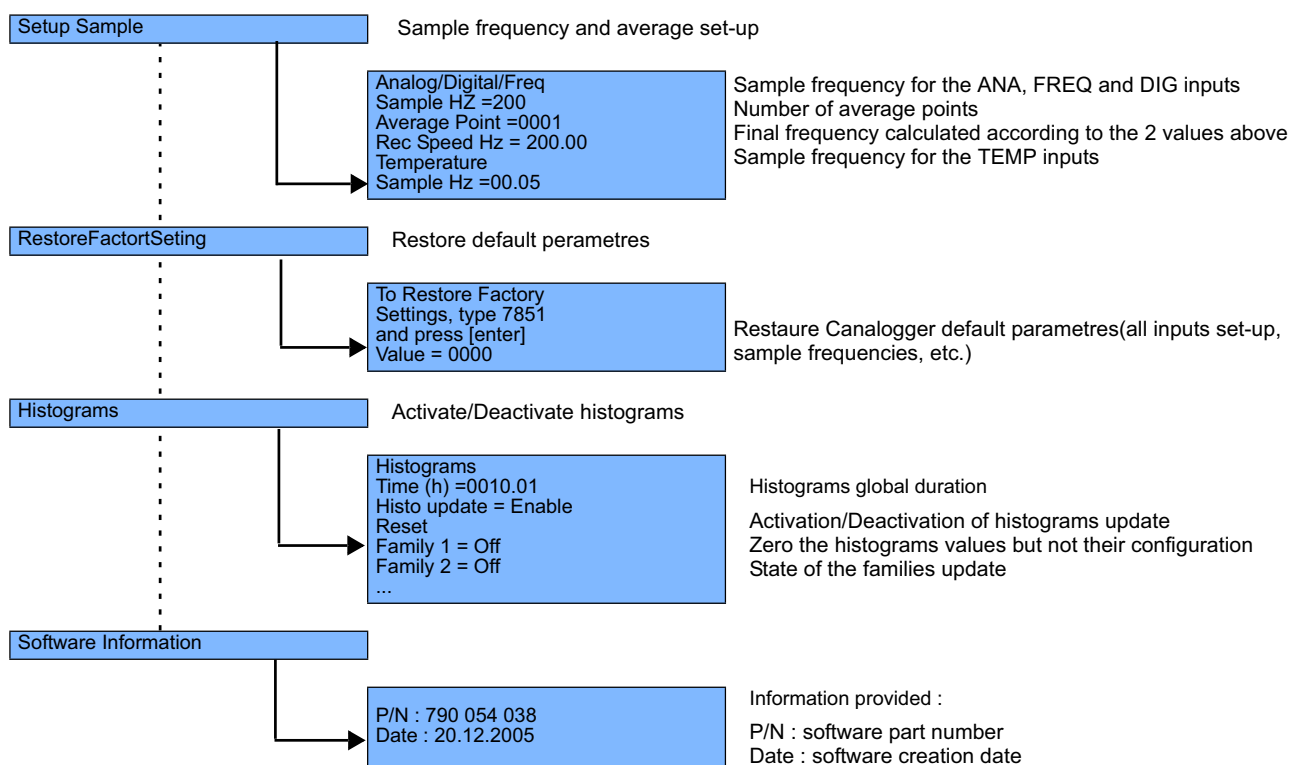 Setup Sample
Sample frequency and average set-up
Analog/Digital/Freq
Sample HZ =200
Average Point =0001
Rec Speed Hz = 200.00
Temperature
Sample Hz =00.05
Sample frequency for the ANA, FREQ and DIG inputs
Number of average points
Final frequency calculated according to the 2 values above
Sample frequency for the TEMP inputs
RestoreFactortSeting
Restore default perametres
To Restore Factory
Settings, type 7851
and press [enter]
Value = 0000
Restaure Canalogger default parametres(all inputs set-up,
sample frequencies, etc.)
Histograms
Activate/Deactivate histograms
Histograms
Time (h) =0010.01
Histo update = Enable
Reset
Family 1 = Off
Family 2 = Off
...
Histograms global duration
Activation/Deactivation of histograms update
Zero the histograms values but not their configuration
State of the families update
Software Information
P/N : 790 054 038
Date : 20.12.2005
Information provided :
P/N : software part number
Date : software creation date